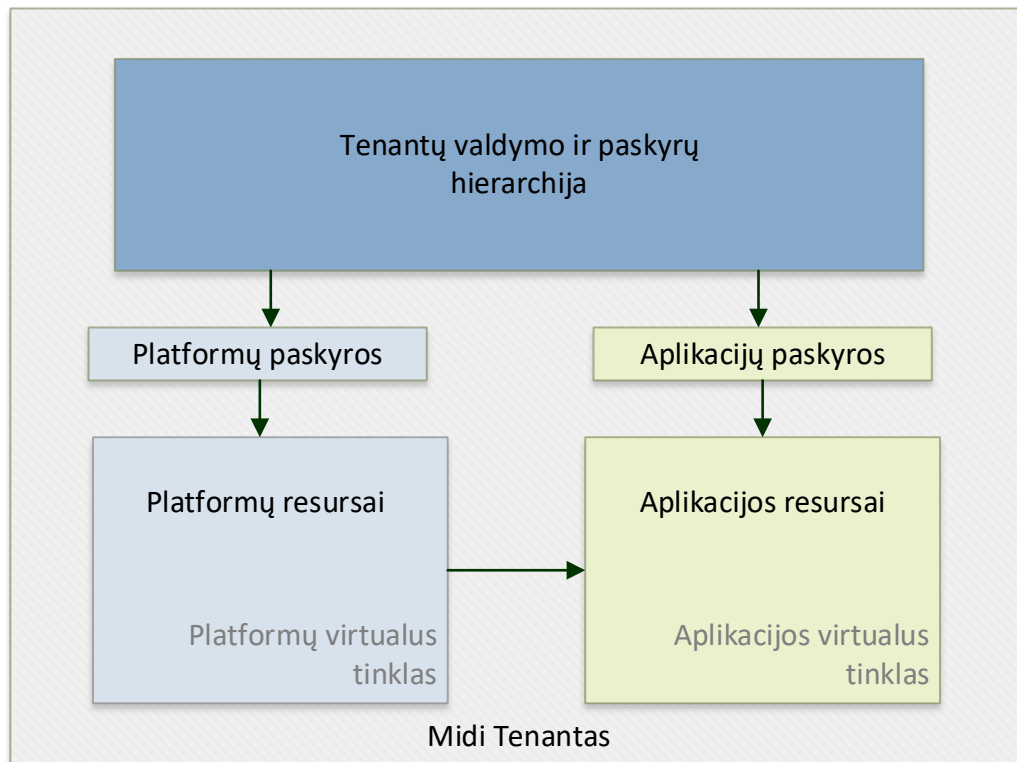 Tenantų valdymo ir paskyrų
hierarchija
Platformų paskyros
Aplikacijų paskyros
Platformų resursai
Aplikacijos resursai
Platformų virtualus
tinklas
Aplikacijos virtualus
tinklas
Midi Tenantas